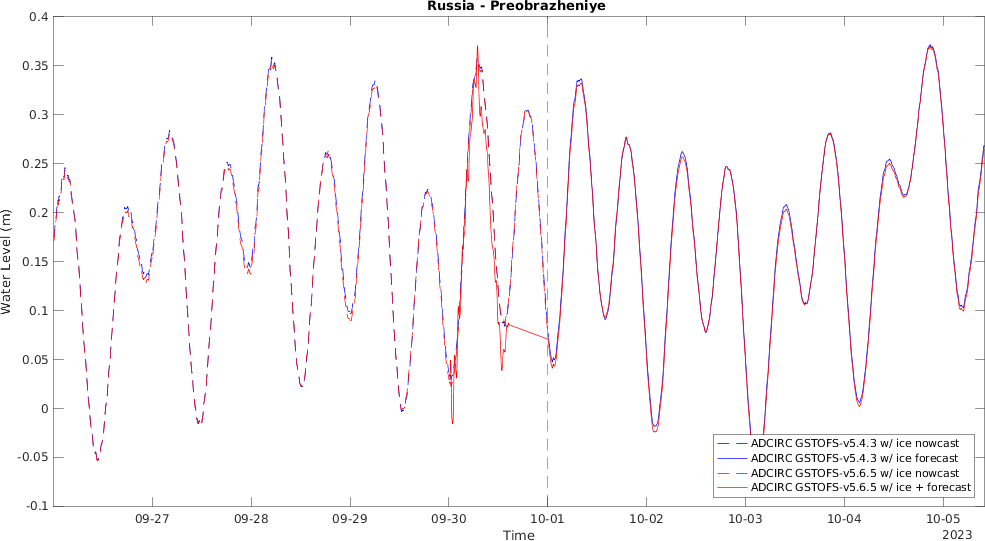 Russia - Preobrazheniye
0.4
0.35
0.3
0.25
0.2
0.15
0.1
0.05
0
-0.05
-0.1
Water Level (m)
09-27 09-28 09-29 09-30 10-01 10-02 10-03 10-04 10-05
Time
2023
ADCIRC GSTOFS-v5.4.3 w/ ice nowcast
ADCIRC GSTOFS-v5.4.3 w/ ice forecast
ADCIRC GSTOFS-v5.6.5 w/ ice nowcast
ADCIRC GSTOFS-v5.6.5 w/ ice + forecast